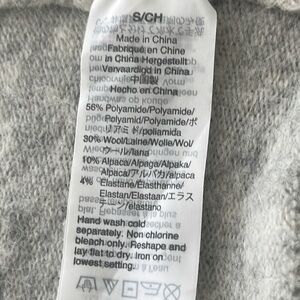 S/CH
Made in China
Fabriqué en Chine
in China Hergestellt
Vervaardigd in China
中国製
Hecho en China
56% Polyamide/Polyamide/
Polyamid/Polyamide/ポ
リアミド/poliamida
30% Wool/Laine/Wolle/Wol/
ウール/lana
10% Alpaca/Alpaga/Alpaka/
Alpaca/アルパカ/alpaca
4% Elastane/Elasthanne/
Elastan/Elastaan/エラス
テーン/elastano
Hand wash cold
separately. Non chlorine
bleach only. Reshape and
lay flat to dry. Iron on
lowest setting.